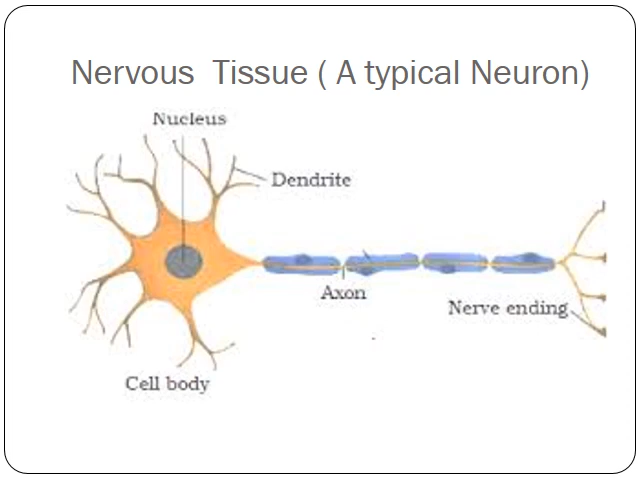 Nervous  Tissue ( A typical Neuron)
Nucleus
Dendrite
Axon
Nerve ending
Cell body